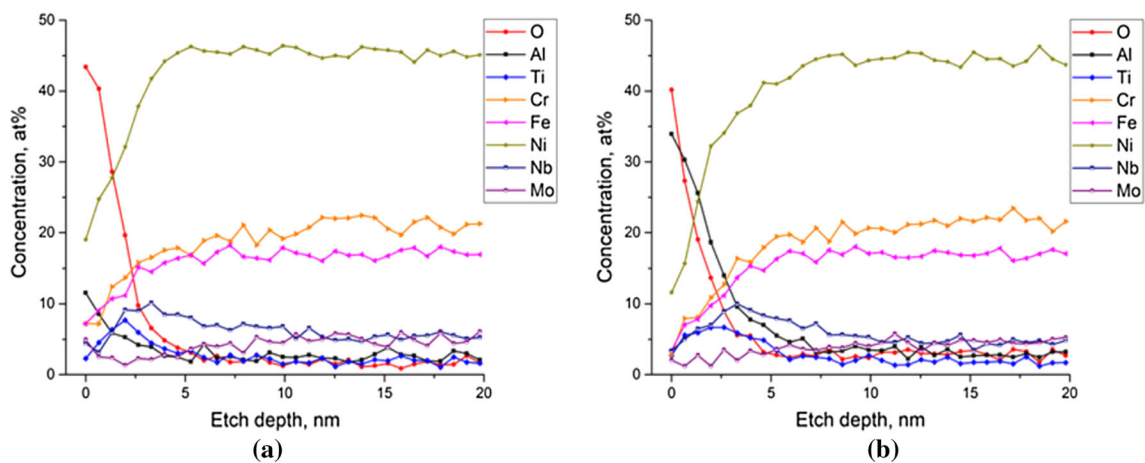 50
40
30
20
10
0
Concentration, at%
O
Al
Ti
Cr
Fe
Ni
Nb
Mo
0
5
10
15
20
Etch depth, nm
(a)
50
40
30
20
10
0
Concentration, at%
O
Al
Ti
Cr
Fe
Ni
Nb
Mo
0
5
10
15
20
Etch depth, nm
(b)